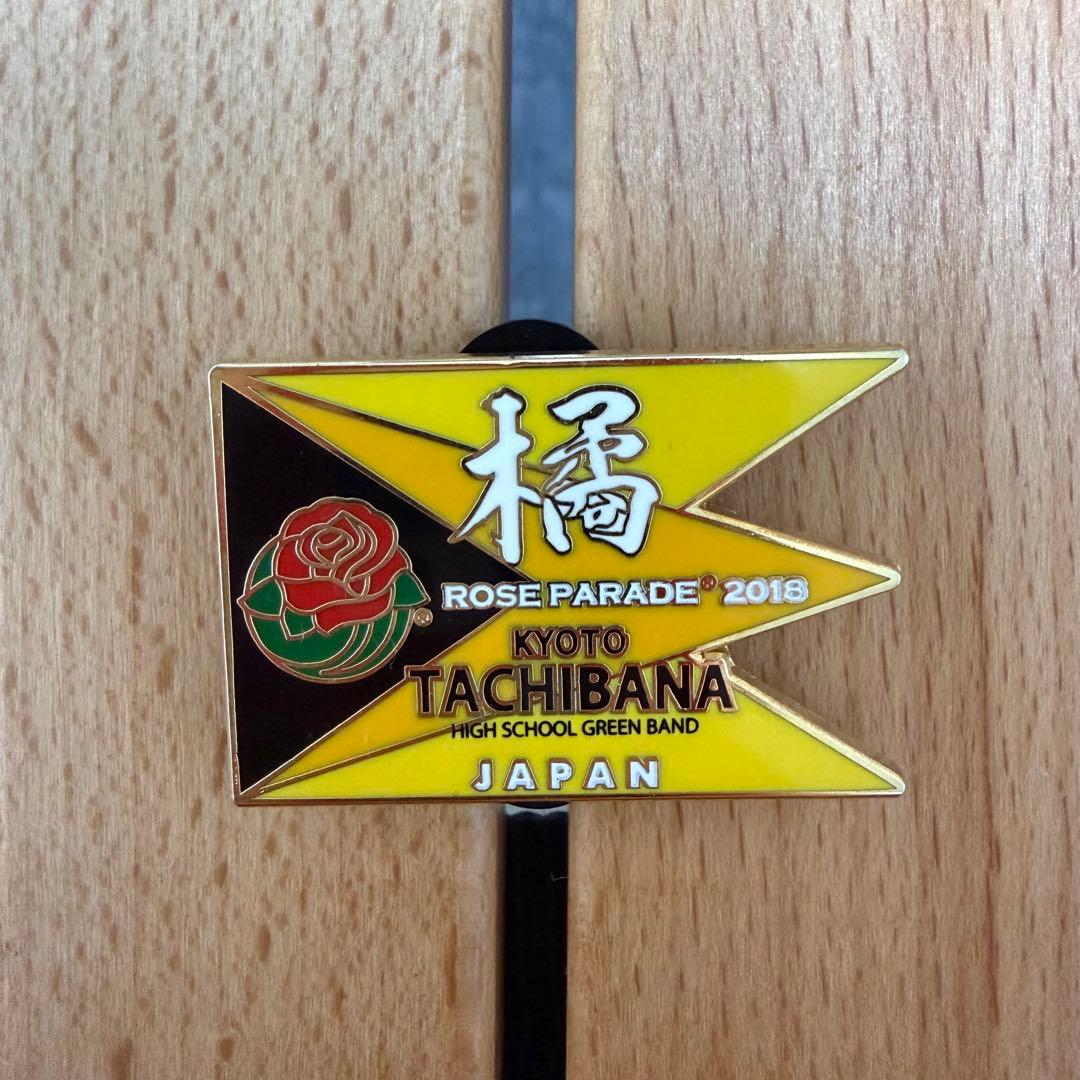 橘
ROSE PARADE® 2018
KYOTO
TACHIBANA
HIGH SCHOOL GREEN BAND
JAPAN